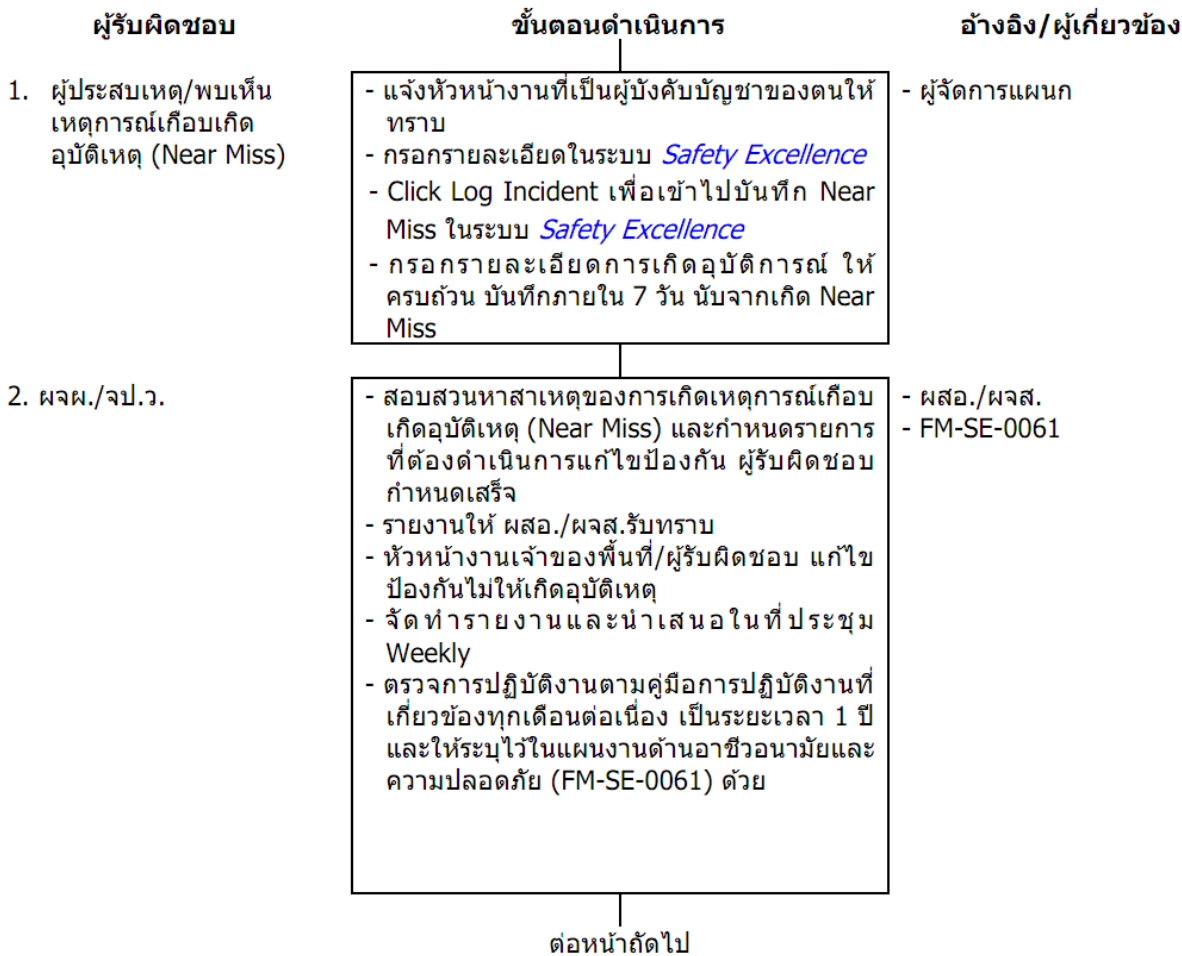 ผู้รับผิดชอบ ขั้นตอนดำเนินการ อ้างอิง/ผู้เกี่ยวข้อง
1. ผู้ประสบเหตุ/พบเห็น
เหตุการณ์เกือบเกิด
อุบัติเหตุ (Near Miss)
- แจ้งหัวหน้างานที่เป็นผู้บังคับบัญชาของตนให้
ทราบ
- กรอกรายละเอียดในระบบ Safety Excellence
- Click Log Incident เพื่อเข้าไปบันทึก Near
Miss ในระบบ Safety Excellence
- กรอกรายละเอียดการเกิดอุบัติการณ์ ให้
ครบถ้วน บันทึกภายใน 7 วัน นับจากเกิด Near
Miss
- ผู้จัดการแผนก
2. ผจผ./จป.ว.
- สอบสวนหาสาเหตุของการเกิดเหตุการณ์เกือบ
เกิดอุบัติเหตุ (Near Miss) และกำหนดรายการ
ที่ต้องดำเนินการแก้ไขป้องกัน ผู้รับผิดชอบ
กำหนดเสร็จ
- รายงานให้ ผสอ./ผจส.รับทราบ
- หัวหน้างานเจ้าของพื้นที่/ผู้รับผิดชอบ แก้ไข
ป้องกันไม่ให้เกิดอุบัติเหตุ
- จัดทำรายงานและนำเสนอในที่ประชุม
Weekly
- ตรวจการปฏิบัติงานตามคู่มือการปฏิบัติงานที่
เกี่ยวข้องทุกเดือนต่อเนื่อง เป็นระยะเวลา 1 ปี
และให้ระบุไว้ในแผนงานด้านอาชีวอนามัยและ
ความปลอดภัย (FM-SE-0061) ด้วย
- ผสอ./ผจส.
- FM-SE-0061
ต่อหน้าถัดไป